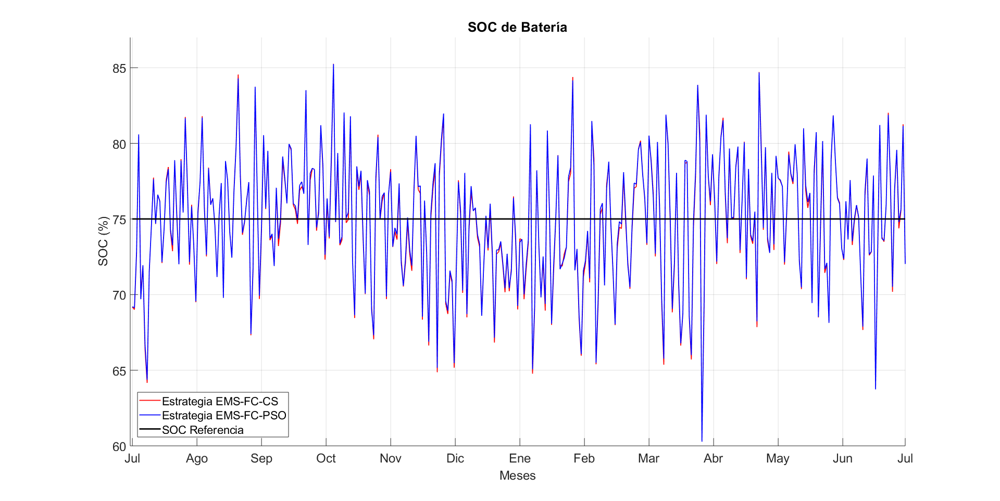 SOC de Batería
85
80
75
70
65
60
SOC (%)
Estrategia EMS-FC-CS
Estrategia EMS-FC-PSO
SOC Referencia
Jul Ago Sep Oct Nov Dic Ene Feb Mar Abr May Jun Jul
Meses